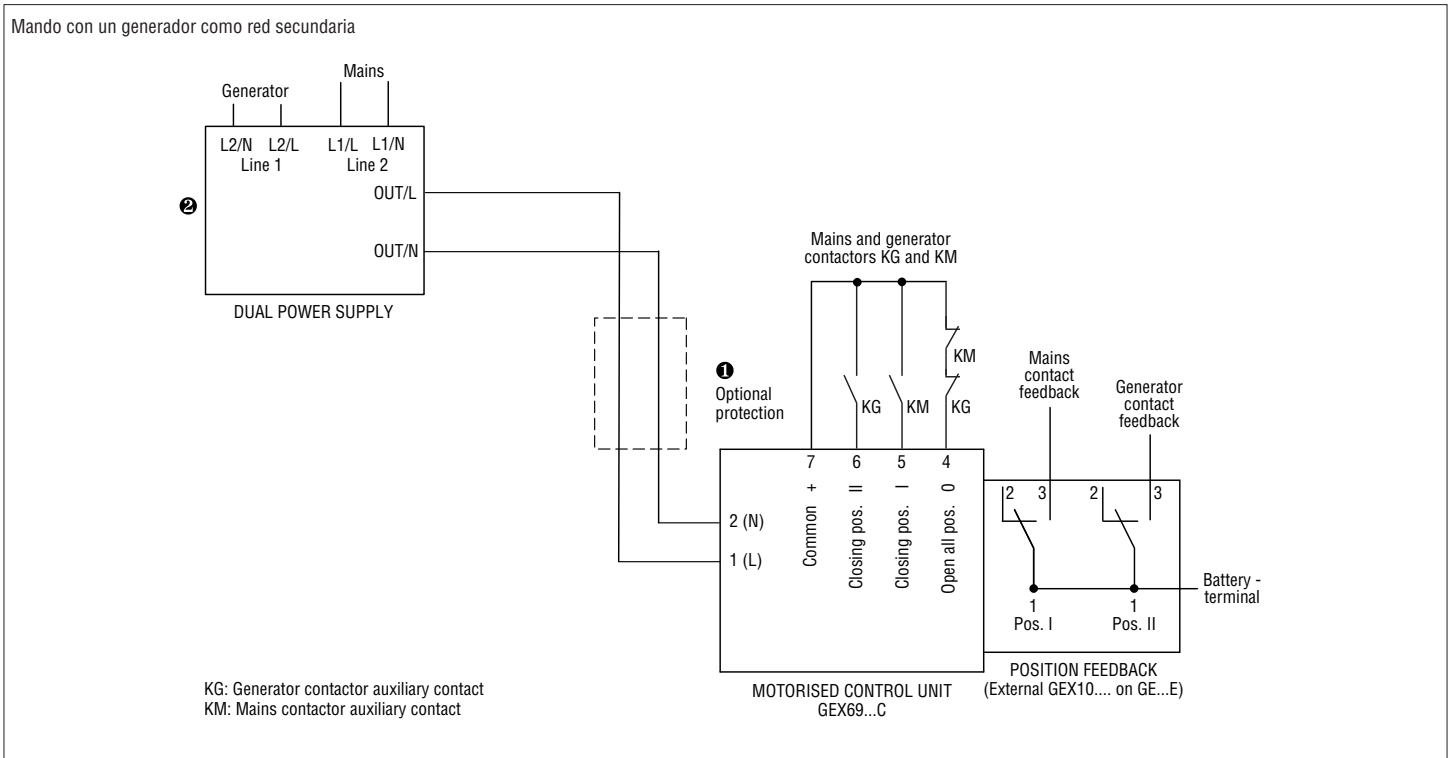 Mando con un generador como red secundaria
Mains
Generator
L2/N L2/L L1/L L1/N
Line 1 Line 2
OUT/L
❷
OUT/N
DUAL POWER SUPPLY
Mains and generator
contactors KG and KM
❶
Optional
protection
KM
KG KM KG
Mains
contact
feedback
Generator
contact
feedback
7 6 5 4
+ II I 0
Common
Closing pos.
Closing pos.
Open all pos.
2 (N)
1 (L)
2 3 2 3
Battery -
terminal
1 1
Pos. I Pos. II
POSITION FEEDBACK
(External GEX10.... on GE...E)
MOTORISED CONTROL UNIT
GEX69...C
KG: Generator contactor auxiliary contact
KM: Mains contactor auxiliary contact